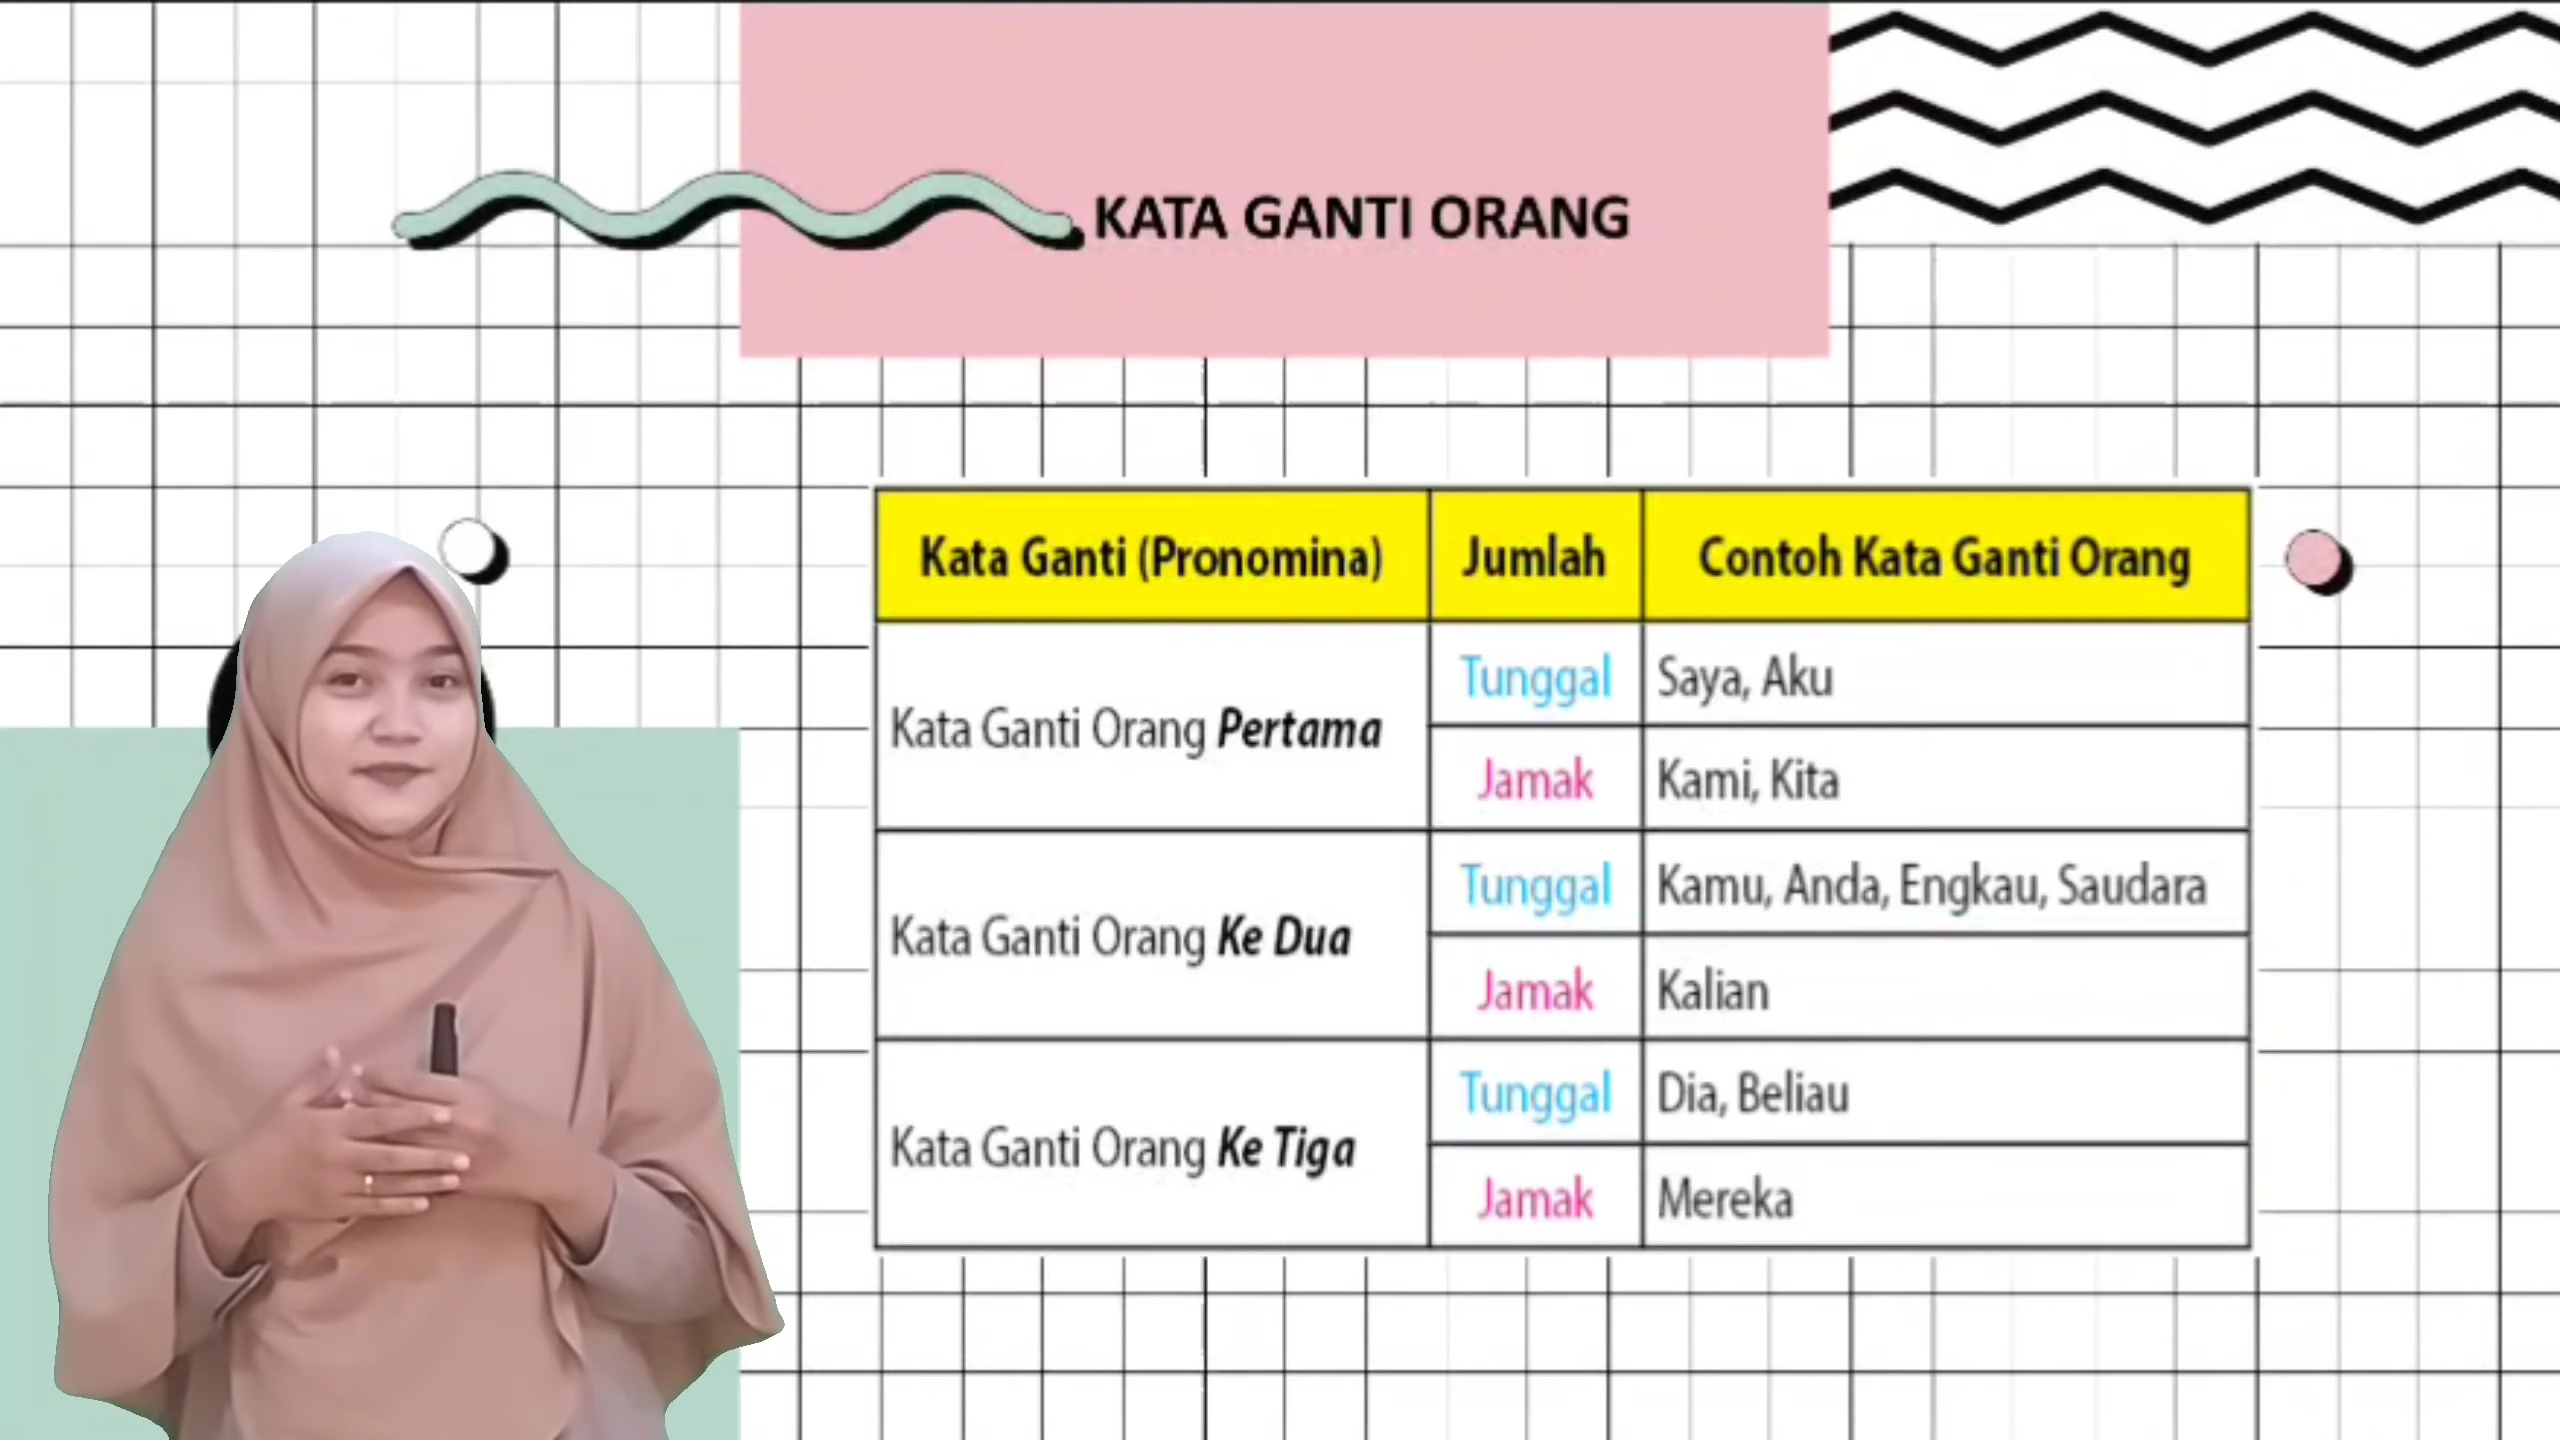 KATA GANTI ORANG
Kata Ganti (Pronomina) Jumlah Contoh Kata Ganti Orang
Kata Ganti Orang Pertama
Tunggal Saya, Aku
Jamak Kami, Kita
Kata Ganti Orang Ke Dua
Tunggal Kamu, Anda, Engkau, Saudara
Jamak Kalian
Kata Ganti Orang Ke Tiga
Tunggal Dia, Beliau
Jamak Mereka